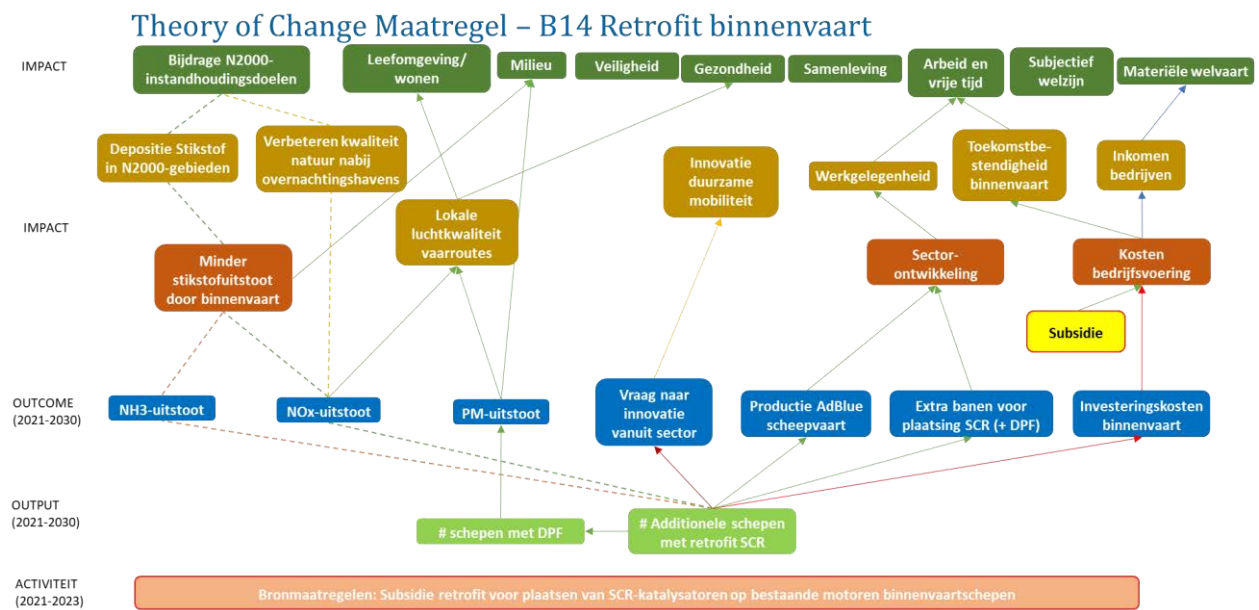 Theory of Change Maatregel – B14 Retrofit binnenvaart
IMPACT
Bijdrage N2000-
instandhoudingsdoelen
Leefomgeving/
wonen
Milieu
Veiligheid
Gezondheid
Samenleving
Arbeid en
vrije tijd
Subjectief
welzijn
Materiële welvaart
Depositie Stikstof
in N2000-gebieden
Verbeteren kwaliteit
natuur nabij
overnachtingshavens
Innovatie
duurzame
mobiliteit
Werkgelegenheid
Toekomstbe-
stendigheid
binnenvaart
Inkomen
bedrijven
IMPACT
Lokale
luchtkwaliteit
vaarroutes
Minder
stikstofuitstoot
door binnenvaart
Sector-
ontwikkeling
Kosten
bedrijfsvoering
Subsidie
OUTCOME
(2021-2030)
NH3-uitstoot
NOx-uitstoot
PM-uitstoot
Vraag naar
innovatie
vanuit sector
Productie AdBlue
scheepvaart
Extra banen voor
plaatsing SCR (+ DPF)
Investeringskosten
binnenvaart
OUTPUT
(2021-2030)
# schepen met DPF
# Additionele schepen
met retrofit SCR
ACTIVITEIT
(2021-2023)
Bronmaatregelen: Subsidie retrofit voor plaatsen van SCR-katalysatoren op bestaande motoren binnenvaartschepen